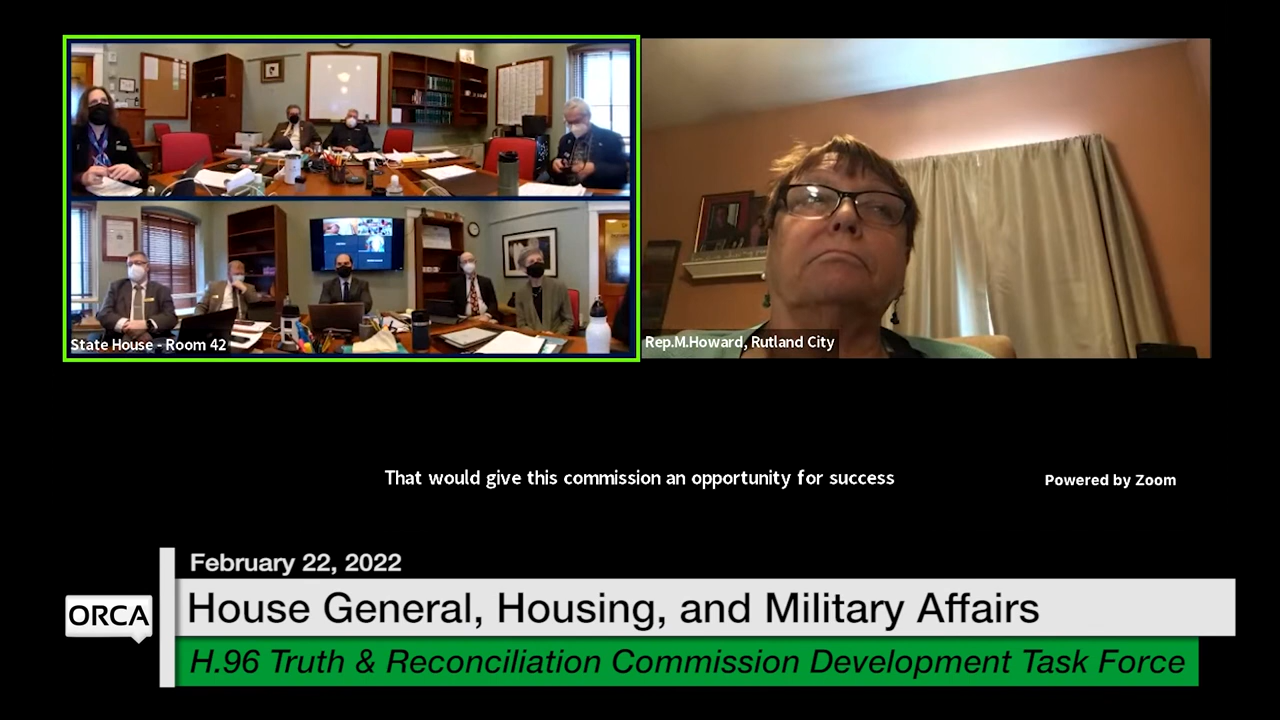 State House - Room 42
Rep.M.Howard, Rutland City
That would give this commission an opportunity for success
Powered by Zoom
February 22, 2022
ORCA
House General, Housing, and Military Affairs
H.96 Truth & Reconciliation Commission Development Task Force